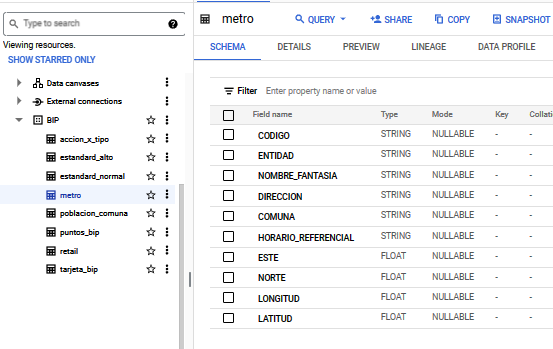 Type to search
Viewing resources.
SHOW STARRED ONLY
Data canvases
External connections
BIP
accion_x_tipo
estandard_alto
estandard_normal
metro
poblacion_comuna
puntos_bip
retail
tarjeta_bip
metro
QUERY
SHARE
COPY
SNAPSHOT
SCHEMA DETAILS PREVIEW LINEAGE DATA PROFILE
Filter Enter property name or value
Field name Type Mode Key Collati
CODIGO STRING NULLABLE - -
ENTIDAD STRING NULLABLE - -
NOMBRE_FANTASIA STRING NULLABLE - -
DIRECCION STRING NULLABLE - -
COMUNA STRING NULLABLE - -
HORARIO_REFERENCIAL STRING NULLABLE - -
ESTE FLOAT NULLABLE - -
NORTE FLOAT NULLABLE - -
LONGITUD FLOAT NULLABLE - -
LATITUD FLOAT NULLABLE - -